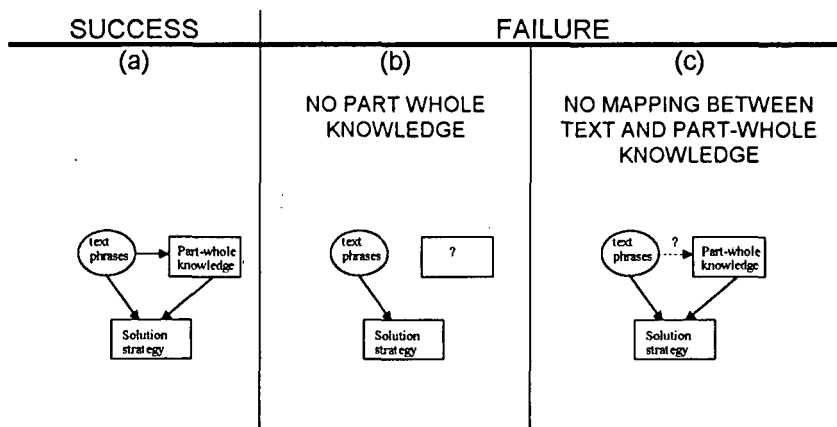 SUCCESS
FAILURE
(a)
(b)
(c)
NO PART WHOLE
KNOWLEDGE
NO MAPPING BETWEEN
TEXT AND PART-WHOLE
KNOWLEDGE
text
phrases
Part-whole
knowledge
Solution
strategy
text
phrases
?
Solution
strategy
text
phrases
?
Part-whole
knowledge
Solution
strategy